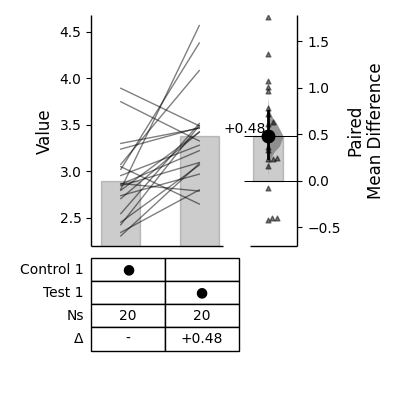 4.5
4.0
3.5
3.0
2.5
Value
+0.48
1.5
1.0
0.5
0.0
−0.5
Paired
Mean Difference
Control 1
Test 1
Ns 20 20
Δ - +0.48